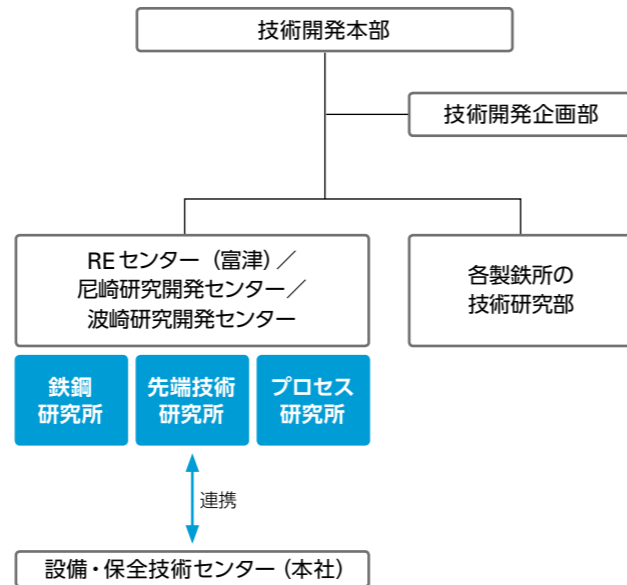 技術開発本部
技術開発企画部
REセンター（富津）／
尼崎研究開発センター／
波崎研究開発センター
各製鉄所の
技術研究部
鉄鋼
研究所
先端技術
研究所
プロセス
研究所
連携
設備・保全技術センター（本社）